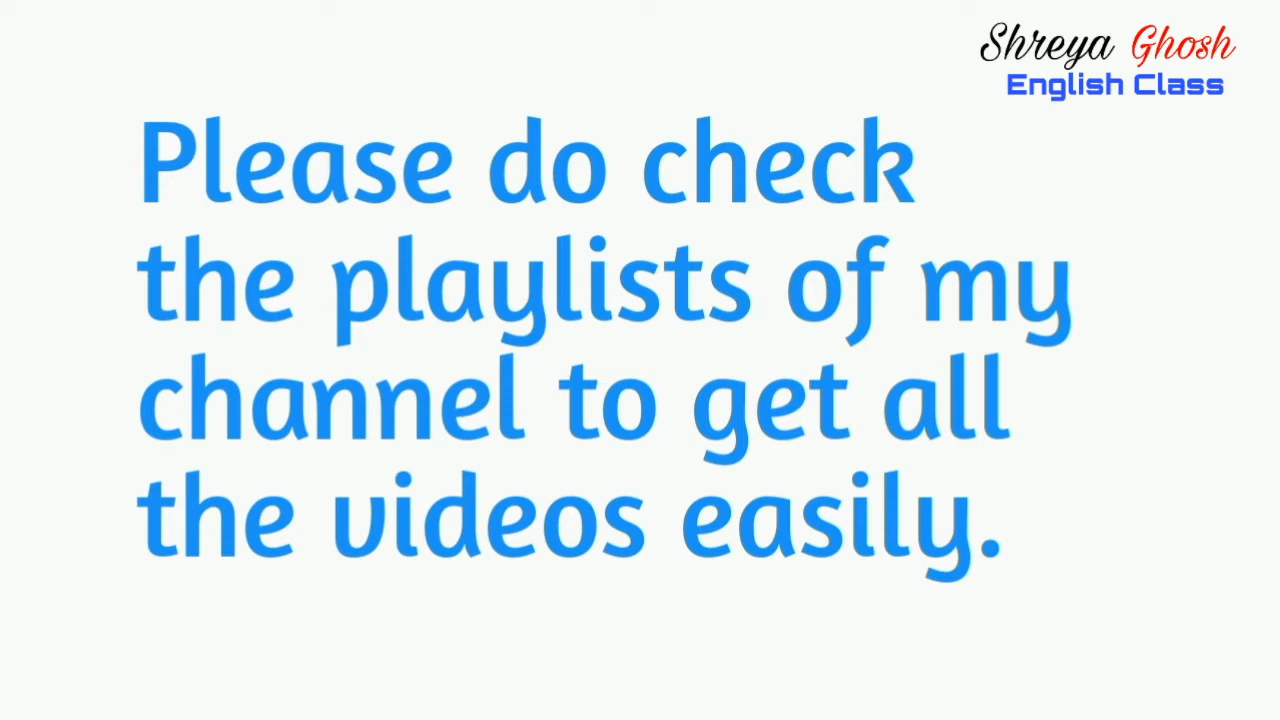 Shreya Ghosh
English Class
Please do check
the playlists of my
channel to get all
the videos easily.